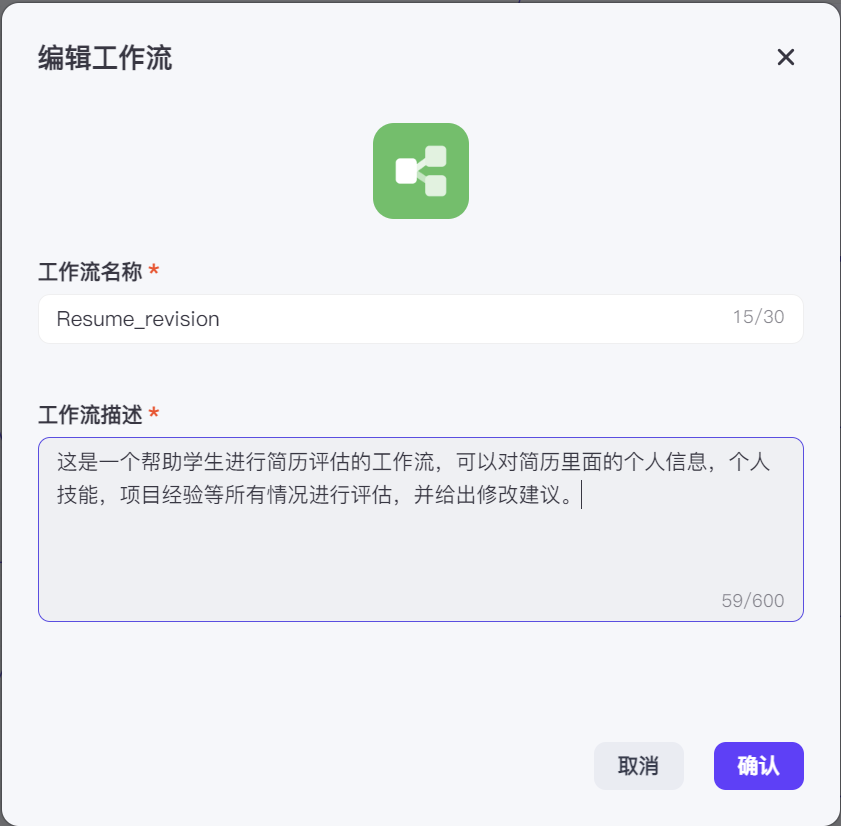 编辑工作流
工作流名称 *
Resume_revision
15/30
工作流描述 *
这是一个帮助学生进行简历评估的工作流，可以对简历里面的个人信息，个人
技能，项目经验等所有情况进行评估，并给出修改建议。
59/600
取消
确认